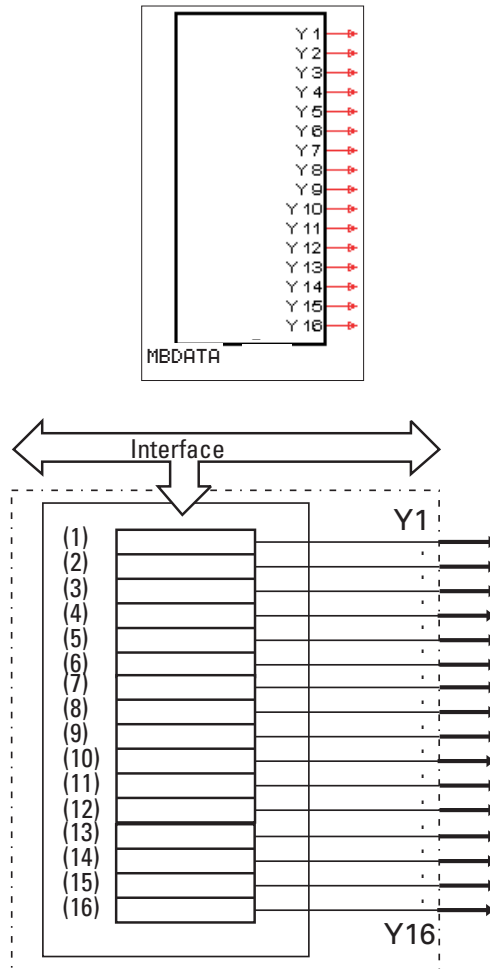 Y 1
Y 2
Y 3
Y 4
Y 5
Y 6
Y 7
Y 8
Y 9
Y 10
Y 11
Y 12
Y 13
Y 14
Y 15
Y 16
MBDATA
Interface
Y1
(1)
(2)
(3)
(4)
(5)
(6)
(7)
(8)
(9)
(10)
(11)
(12)
(13)
(14)
(15)
(16)
Y16